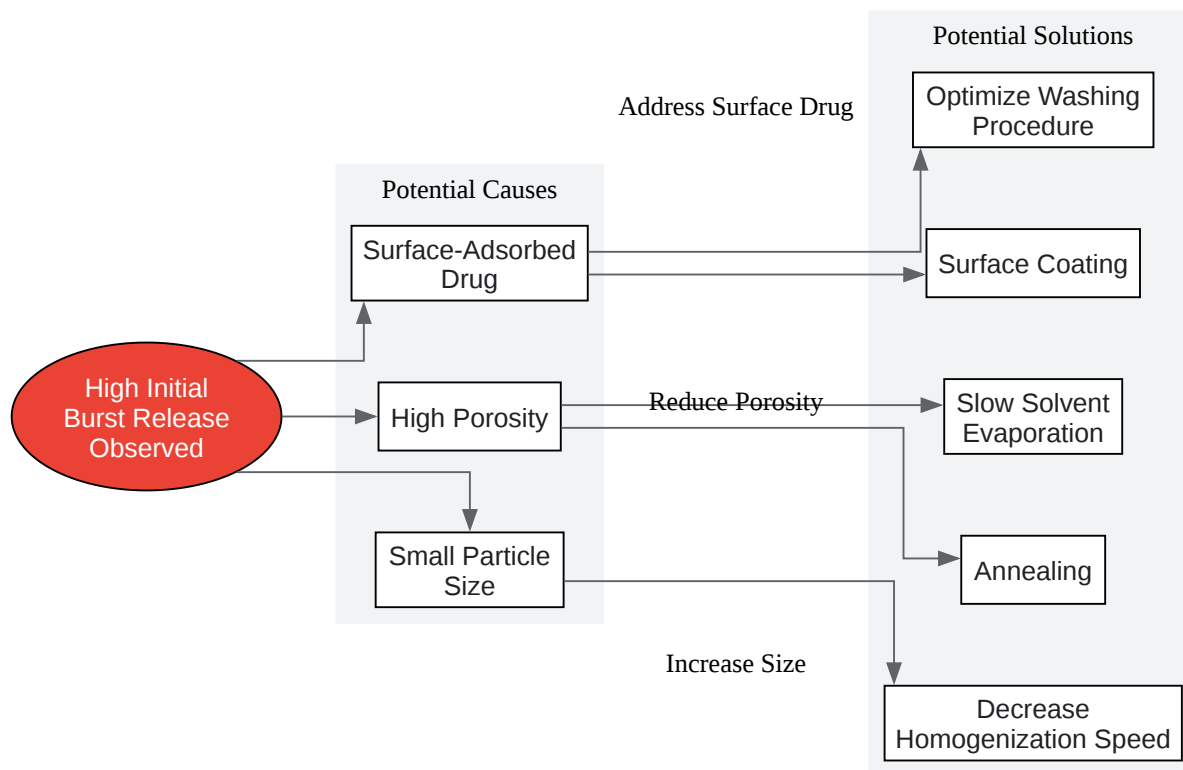 High Initial
Burst Release
Observed
Potential Causes
Surface-Adsorbed
Drug
High Porosity
Small Particle
Size
Address Surface Drug
Reduce Porosity
Increase Size
Potential Solutions
Optimize Washing
Procedure
Surface Coating
Slow Solvent
Evaporation
Annealing
Decrease
Homogenization Speed